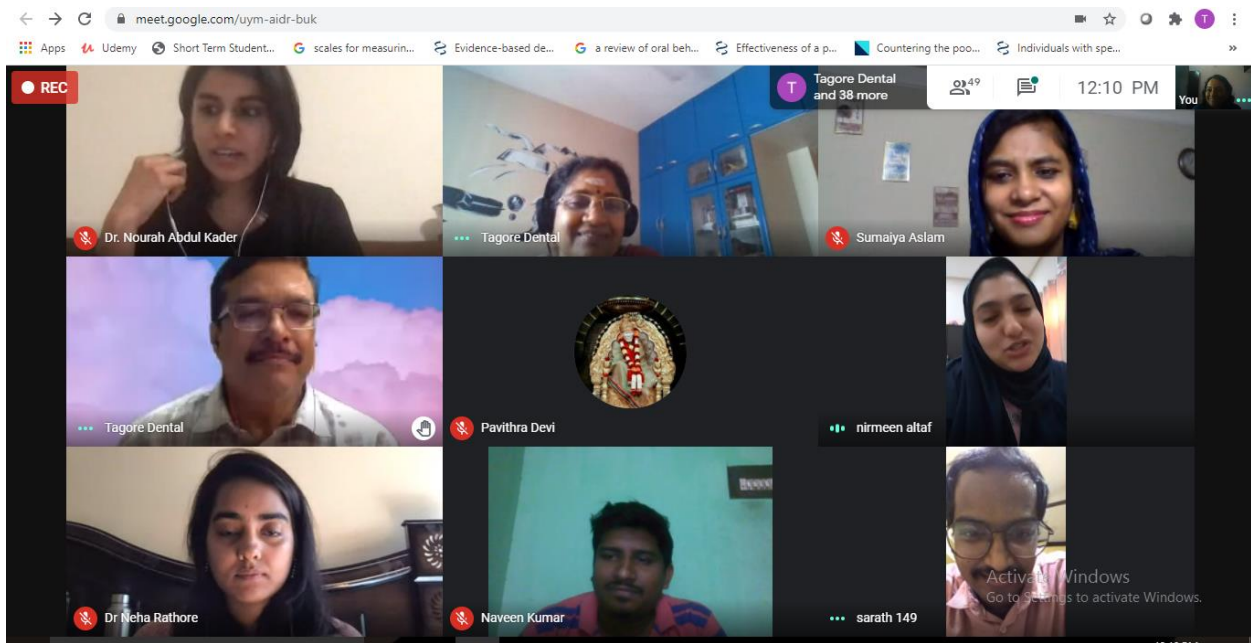 meet.google.com/uym-aidr-buk
T
Apps Udemy Short Term Student... scales for measurin... Evidence-based de... a review of oral beh... Effectiveness of a p... Countering the poo... Individuals with spe... »
REC
T
Tagore Dental
and 38 more
49
12:10 PM
You
Dr. Nourah Abdul Kader
Tagore Dental
Sumaiya Aslam
Tagore Dental
Pavithra Devi
nirmeen altaf
Dr Neha Rathore
Naveen Kumar
sarath 149
Activate Windows
Go to Settings to activate Windows.